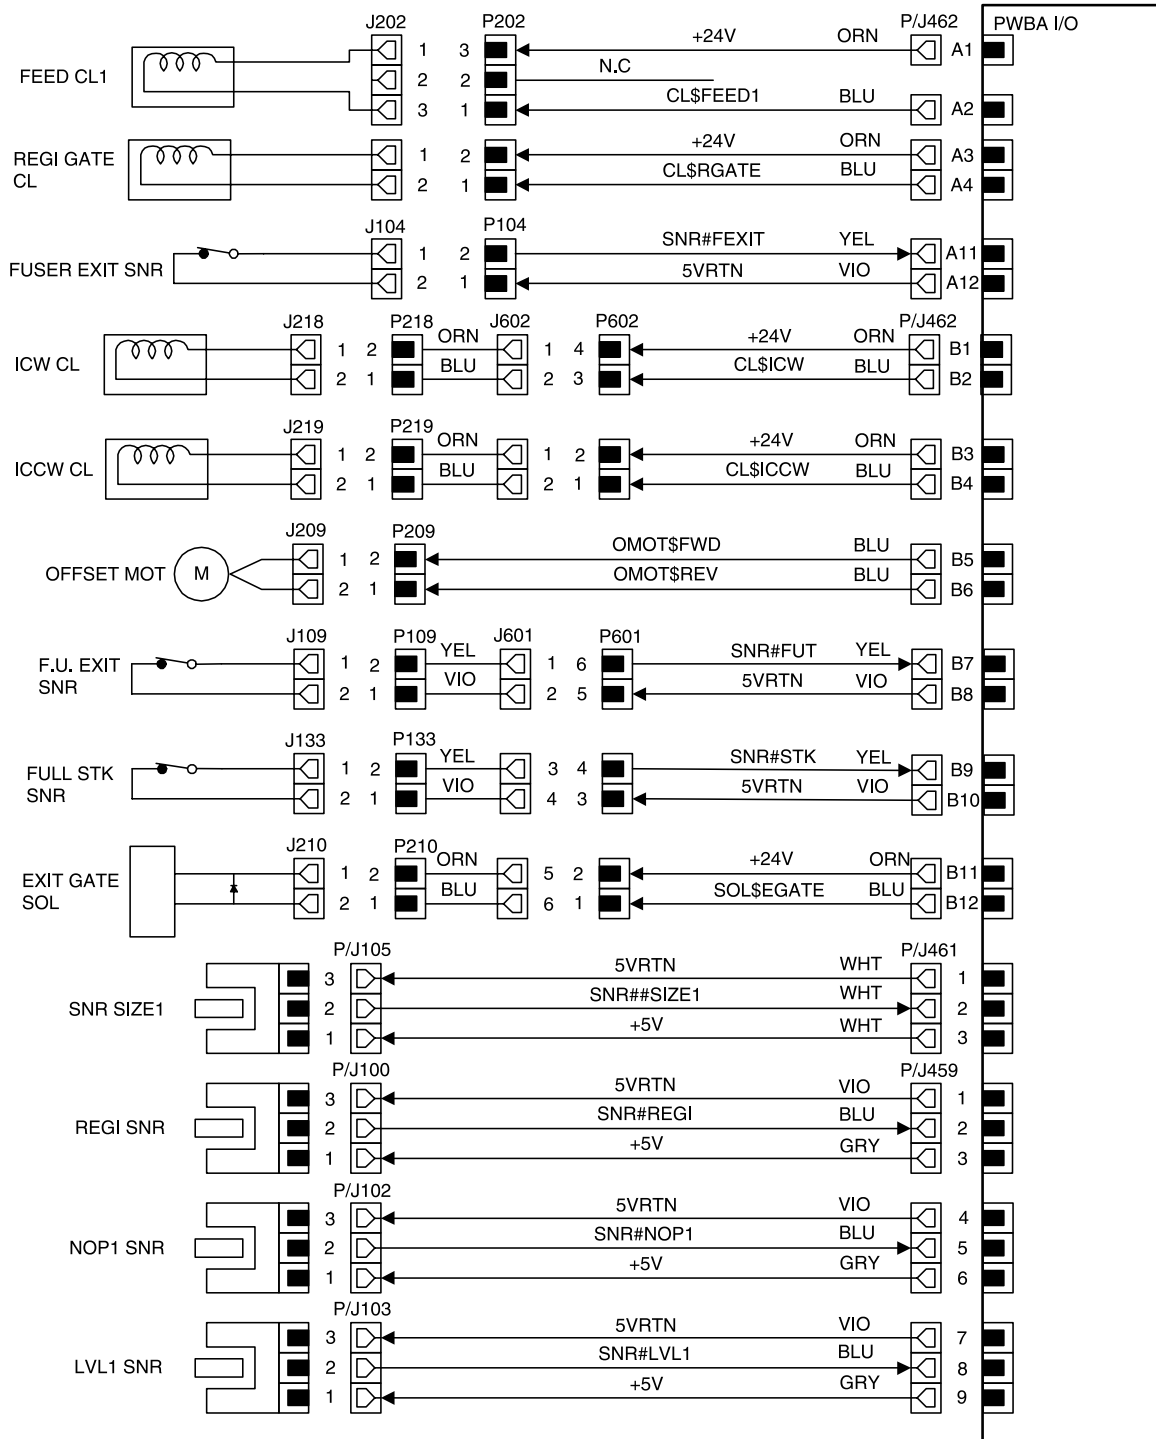 J202 P202 P/J462 PWBA I/O
FEED CL1 1 3 +24V ORN A1
2 2 N.C
3 1 CL$FEED1 BLU A2
REGI GATE CL 1 2 +24V ORN A3
2 1 CL$RGATE BLU A4
J104 P104
FUSER EXIT SNR 1 2 SNR#FEXIT YEL A11
2 1 5VRTN VIO A12
J218 P218 J602 P602 P/J462
ICW CL 1 2 ORN 1 4 +24V ORN B1
2 1 BLU 2 3 CL$ICW BLU B2
J219 P219
ICCW CL 1 2 ORN 1 2 +24V ORN B3
2 1 BLU 2 1 CL$ICCW BLU B4
J209 P209
OFFSET MOT M 1 2 OMOT$FWD BLU B5
2 1 OMOT$REV BLU B6
J109 P109 J601 P601
F.U. EXIT SNR 1 2 YEL 1 6 SNR#FUT YEL B7
2 1 VIO 2 5 5VRTN VIO B8
J133 P133
FULL STK SNR 1 2 YEL 3 4 SNR#STK YEL B9
2 1 VIO 4 3 5VRTN VIO B10
J210 P210
EXIT GATE SOL 1 2 ORN 5 2 +24V ORN B11
2 1 BLU 6 1 SOL$EGATE BLU B12
P/J105 P/J461
3 5VRTN WHT 1
SNR SIZE1 2 SNR##SIZE1 WHT 2
1 +5V WHT 3
P/J100 P/J459
3 5VRTN VIO 1
REGI SNR 2 SNR#REGI BLU 2
1 +5V GRY 3
P/J102
3 5VRTN VIO 4
NOP1 SNR 2 SNR#NOP1 BLU 5
1 +5V GRY 6
P/J103
3 5VRTN VIO 7
LVL1 SNR 2 SNR#LVL1 BLU 8
1 +5V GRY 9